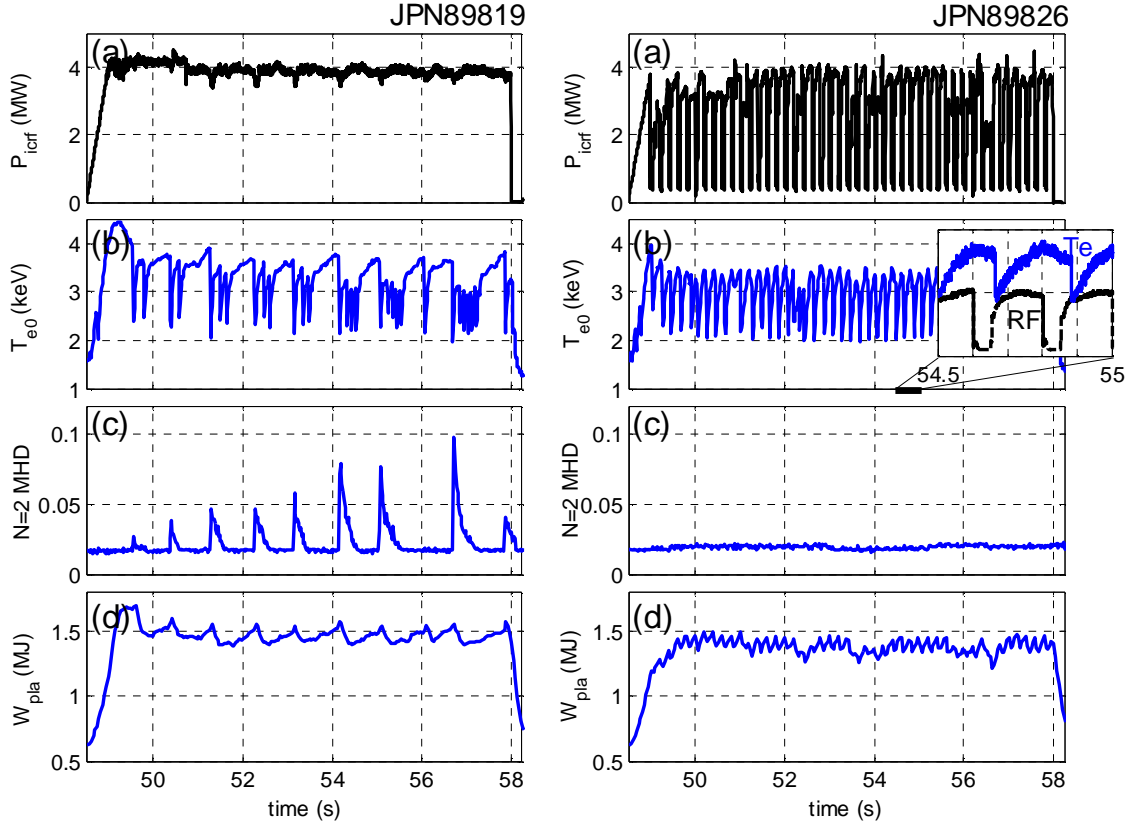 JPN89819
(a)
P_icrf (MW)
4
2
0
(b)
T_e0 (keV)
4
3
2
1
(c)
N=2 MHD
0.1
0.05
0
(d)
W_pla (MJ)
1.5
1
0.5
50 52 54 56 58
time (s)
JPN89826
(a)
P_icrf (MW)
4
2
0
(b)
T_e0 (keV)
4
3
2
1
Te
RF
54.5 55
(c)
N=2 MHD
0.1
0.05
0
(d)
W_pla (MJ)
1.5
1
0.5
50 52 54 56 58
time (s)